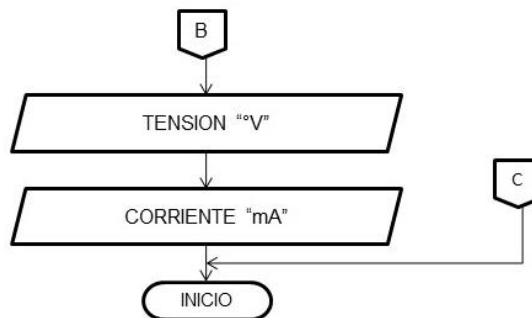 B
TENSION “°V”
C
CORRIENTE “mA”
INICIO